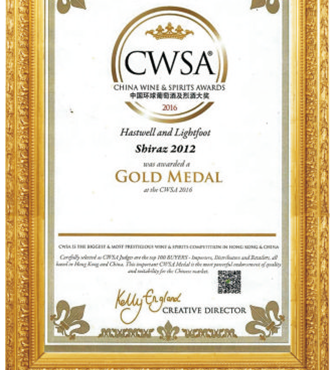 CWSA®
CHINA WINE & SPIRITS AWARDS
中国环球葡萄酒及烈酒大奖
2016
Hastwell and Lightfoot
Shiraz 2012
was awarded a
GOLD MEDAL
at the CWSA 2016
CWSA IS THE BIGGEST & MOST PRESTIGIOUS WINE & SPIRITS COMPETITION IN HONG KONG & CHINA
Carefully selected as CWSA Judges are the top 100 BUYERS - Importers, Distributors and Retailers, all
based in Hong Kong and China. This important CWSA Medal is the most powerful endorsement of quality
and suitability for the Chinese market.
Kelly England
CREATIVE DIRECTOR